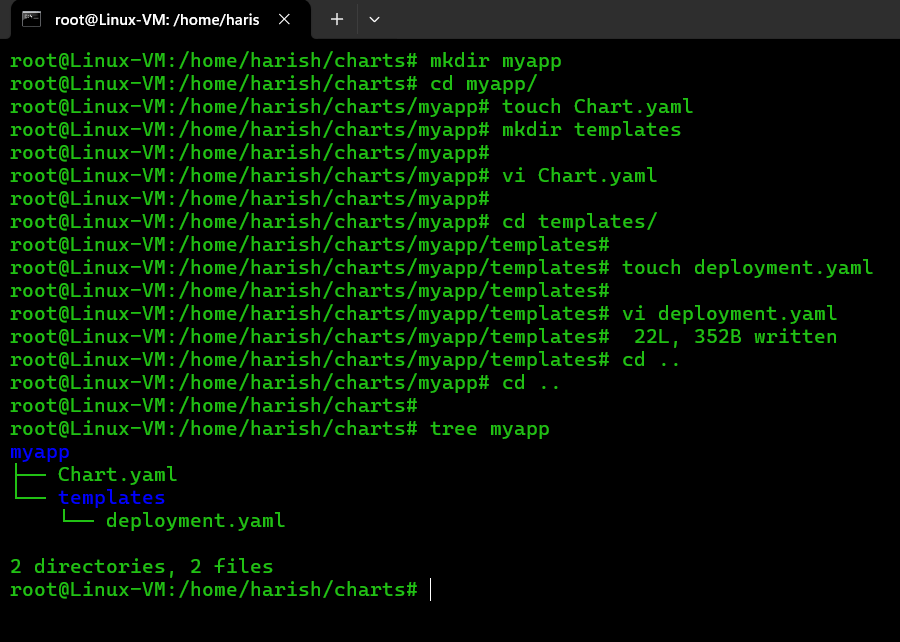 root@Linux-VM: /home/haris
root@Linux-VM:/home/harish/charts# mkdir myapp
root@Linux-VM:/home/harish/charts# cd myapp/
root@Linux-VM:/home/harish/charts/myapp# touch Chart.yaml
root@Linux-VM:/home/harish/charts/myapp# mkdir templates
root@Linux-VM:/home/harish/charts/myapp#
root@Linux-VM:/home/harish/charts/myapp# vi Chart.yaml
root@Linux-VM:/home/harish/charts/myapp#
root@Linux-VM:/home/harish/charts/myapp# cd templates/
root@Linux-VM:/home/harish/charts/myapp/templates#
root@Linux-VM:/home/harish/charts/myapp/templates# touch deployment.yaml
root@Linux-VM:/home/harish/charts/myapp/templates#
root@Linux-VM:/home/harish/charts/myapp/templates# vi deployment.yaml
root@Linux-VM:/home/harish/charts/myapp/templates#  22L, 352B written
root@Linux-VM:/home/harish/charts/myapp/templates# cd ..
root@Linux-VM:/home/harish/charts/myapp# cd ..
root@Linux-VM:/home/harish/charts#
root@Linux-VM:/home/harish/charts# tree myapp
myapp
├── Chart.yaml
└── templates
    └── deployment.yaml
2 directories, 2 files
root@Linux-VM:/home/harish/charts#